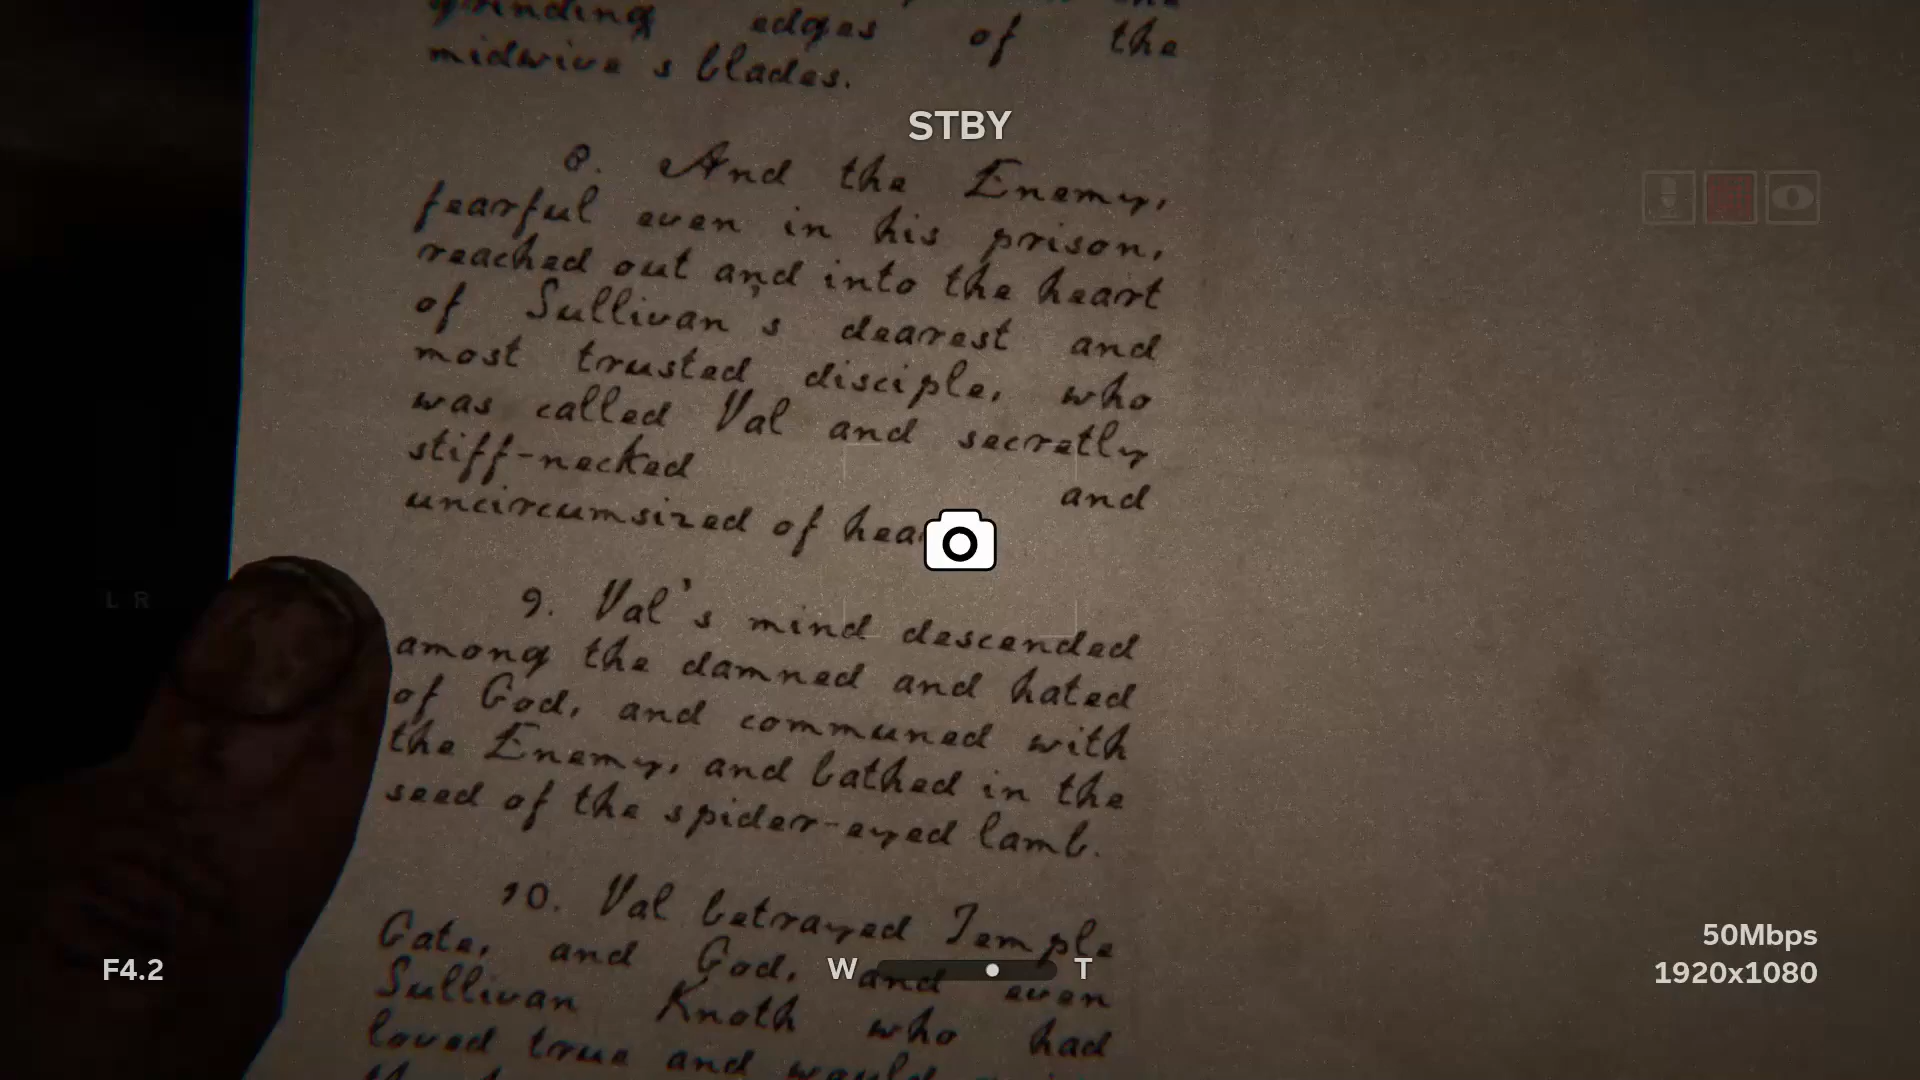 grinding edges of the
midwive s blades.
STBY
8. And the Enemy,
fearful even in his prison,
reached out and into the heart
of Sullivan's dearest and
most trusted disciple, who
was called Val and secretly
stiff-necked and
uncircumsized of
9. Val's mind descended
among the damned and hated
of God, and communed with
the Enemy, and bathed in the
seed of the spider-eyed lamb.
10. Val betrayed Temple
Gate, and God, and even
Sullivan Knoth who had
loved true and would
L R
F4.2
W T
50Mbps
1920x1080